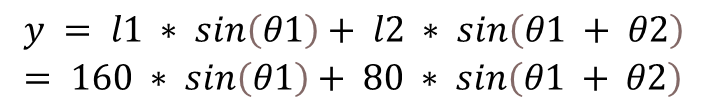 y = l1 * sin(θ1) + l2 * sin(θ1 + θ2)
= 160 * sin(θ1) + 80 * sin(θ1 + θ2)